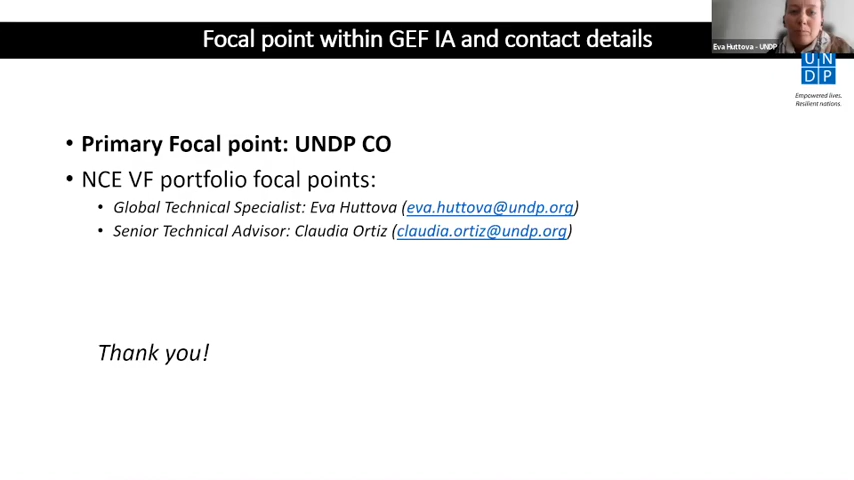 Focal point within GEF IA and contact details
Eva Huttova - UNDP
U N
D P
Empowered lives.
Resilient nations.
• Primary Focal point: UNDP CO
• NCE VF portfolio focal points:
• Global Technical Specialist: Eva Huttova (eva.huttova@undp.org)
• Senior Technical Advisor: Claudia Ortiz (claudia.ortiz@undp.org)
Thank you!